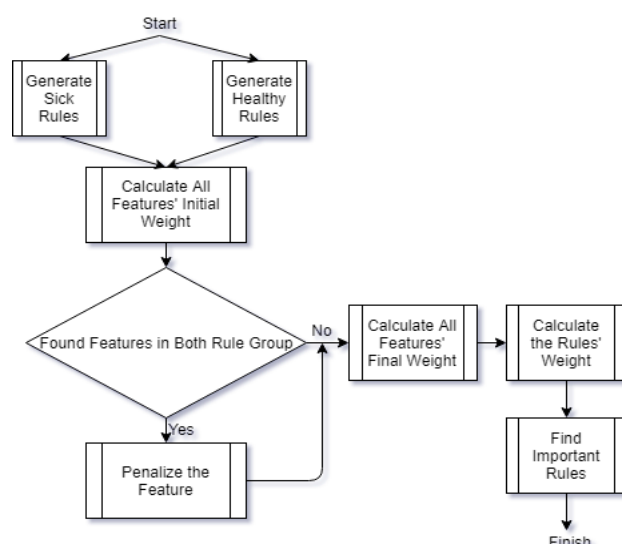 Start
Generate
Sick
Rules
Generate
Healthy
Rules
Calculate All
Features' Initial
Weight
Found Features in Both Rule Group
No
Calculate All
Features'
Final Weight
Calculate
the Rules'
Weight
Yes
Penalize the
Feature
Find
Important
Rules
Finish